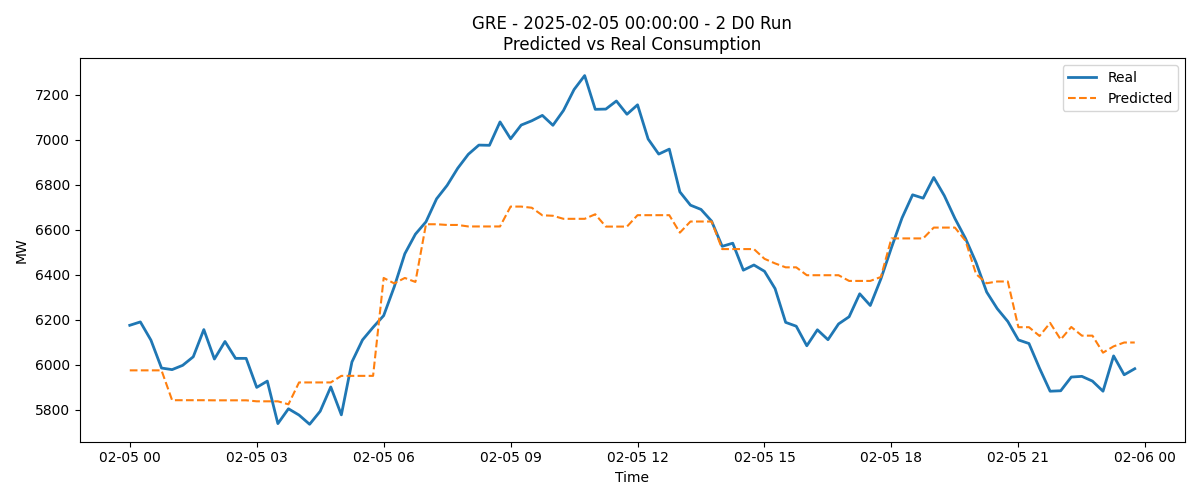 GRE - 2025-02-05 00:00:00 - 2 D0 Run
Predicted vs Real Consumption
Real
Predicted
MW
7200
7000
6800
6600
6400
6200
6000
5800
02-05 00
02-05 03
02-05 06
02-05 09
02-05 12
02-05 15
02-05 18
02-05 21
02-06 00
Time